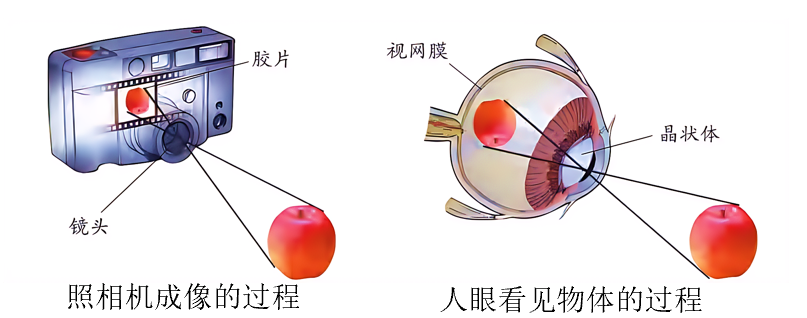 胶片
镜头
照相机成像的过程
视网膜
晶状体
人眼看见物体的过程